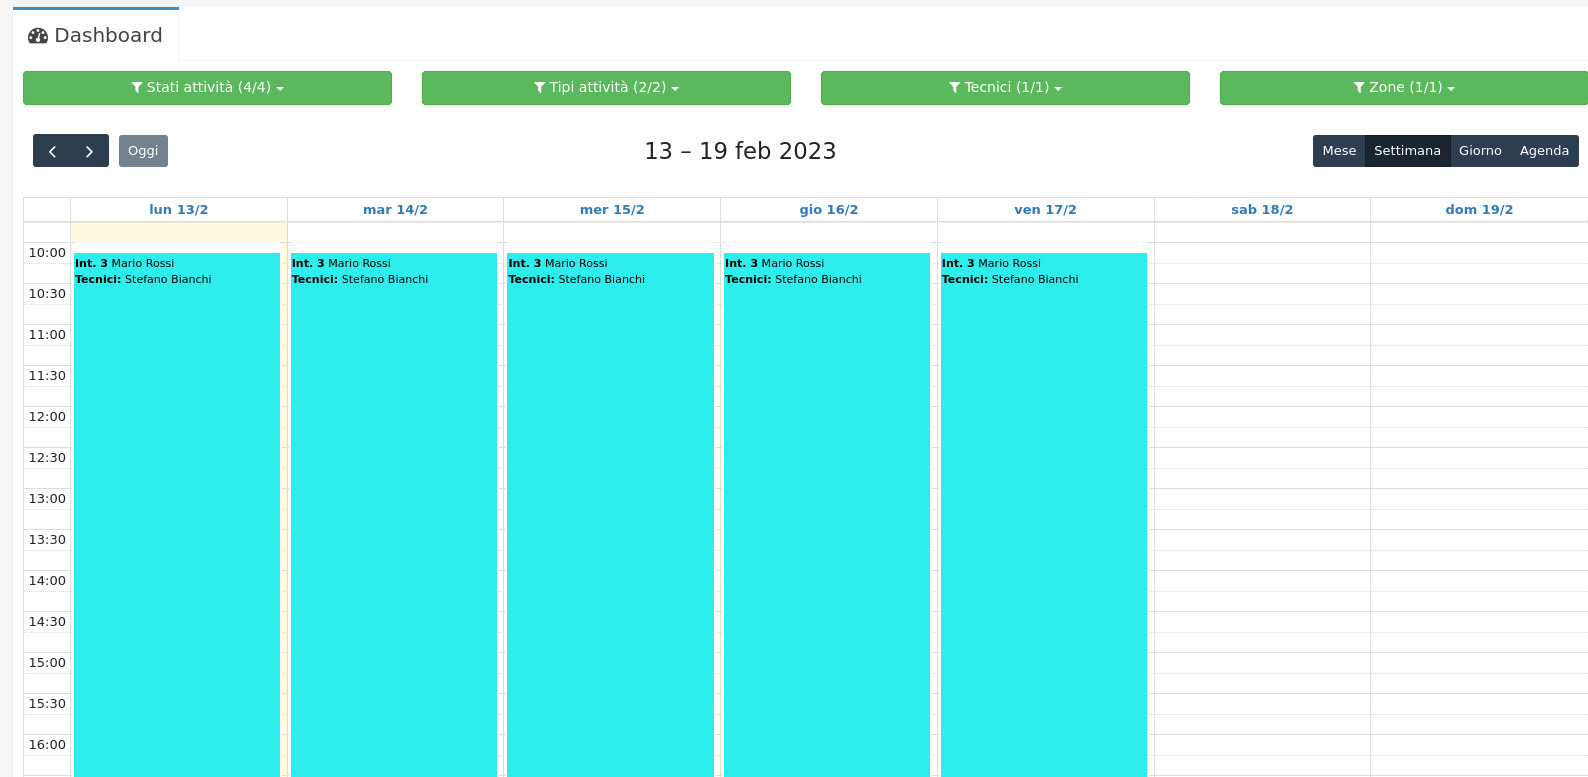 Dashboard
Stati attività (4/4) Tipi attività (2/2) Tecnici (1/1) Zone (1/1)
Oggi 13 – 19 feb 2023 Mese Settimana Giorno Agenda
lun 13/2 mar 14/2 mer 15/2 gio 16/2 ven 17/2 sab 18/2 dom 19/2
10:00
Int. 3 Mario Rossi Int. 3 Mario Rossi Int. 3 Mario Rossi Int. 3 Mario Rossi Int. 3 Mario Rossi
Tecnici: Stefano Bianchi Tecnici: Stefano Bianchi Tecnici: Stefano Bianchi Tecnici: Stefano Bianchi Tecnici: Stefano Bianchi
10:30
11:00
11:30
12:00
12:30
13:00
13:30
14:00
14:30
15:00
15:30
16:00